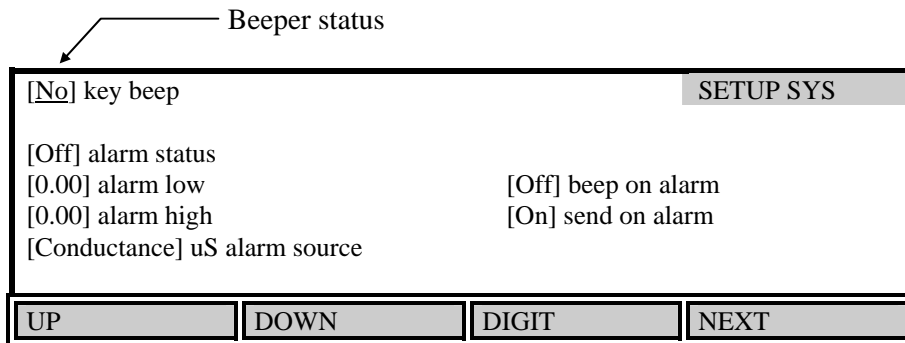 Beeper status
[No] key beep SETUP SYS
[Off] alarm status
[0.00] alarm low [Off] beep on alarm
[0.00] alarm high [On] send on alarm
[Conductance] uS alarm source
UP DOWN DIGIT NEXT